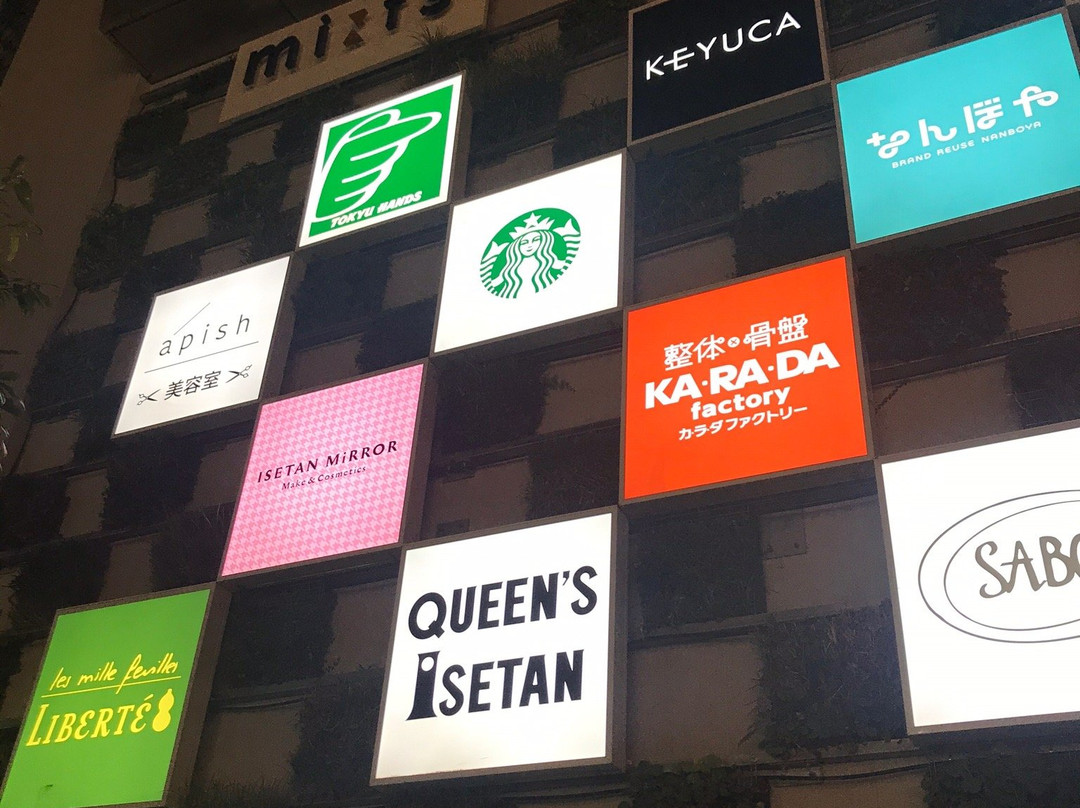 KEYUCA
なんぼや
BRAND REUSE NANBOYA
TOKYU HANDS
apish
美容室
整体×骨盤
KA・RA・DA
factory
カラダファクトリー
ISETAN MiRROR
Make & Cosmetics
SABO
QUEEN'S
ISETAN
les mille feuilles
LIBERTÉ